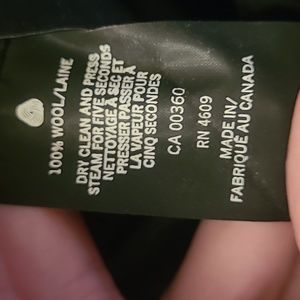 100% WOOL/LAINE
DRY CLEAN AND PRESS
STEAM FOR FIVE SECONDS
NETTOYAGE À SEC ET
PRESSER PASSER À
LA VAPEUR POUR
CINQ SECONDES
CA 00360
RN 4609
MADE IN/
FABRIQUÉ AU CANADA